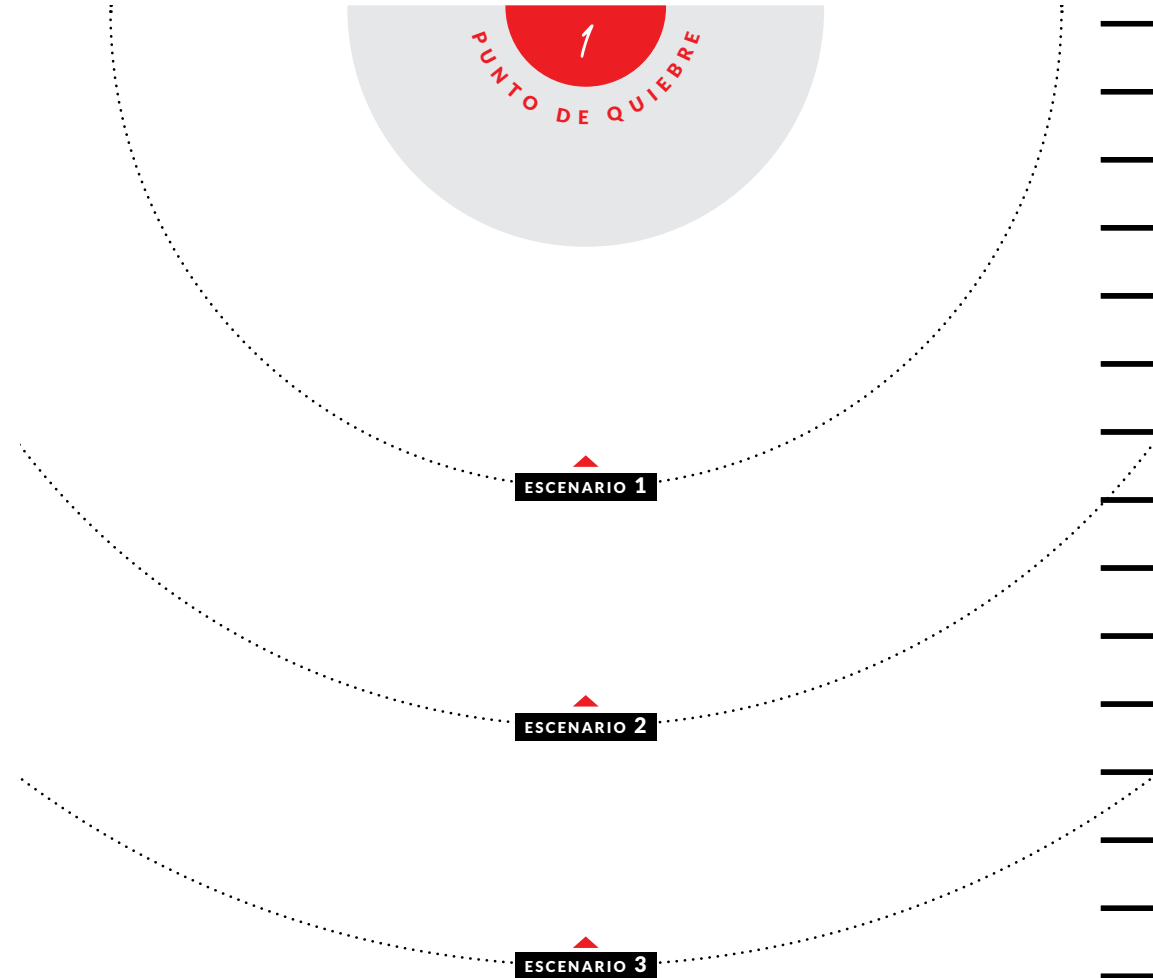 1
PUNTO DE QUIEBRE
ESCENARIO 1
ESCENARIO 2
ESCENARIO 3